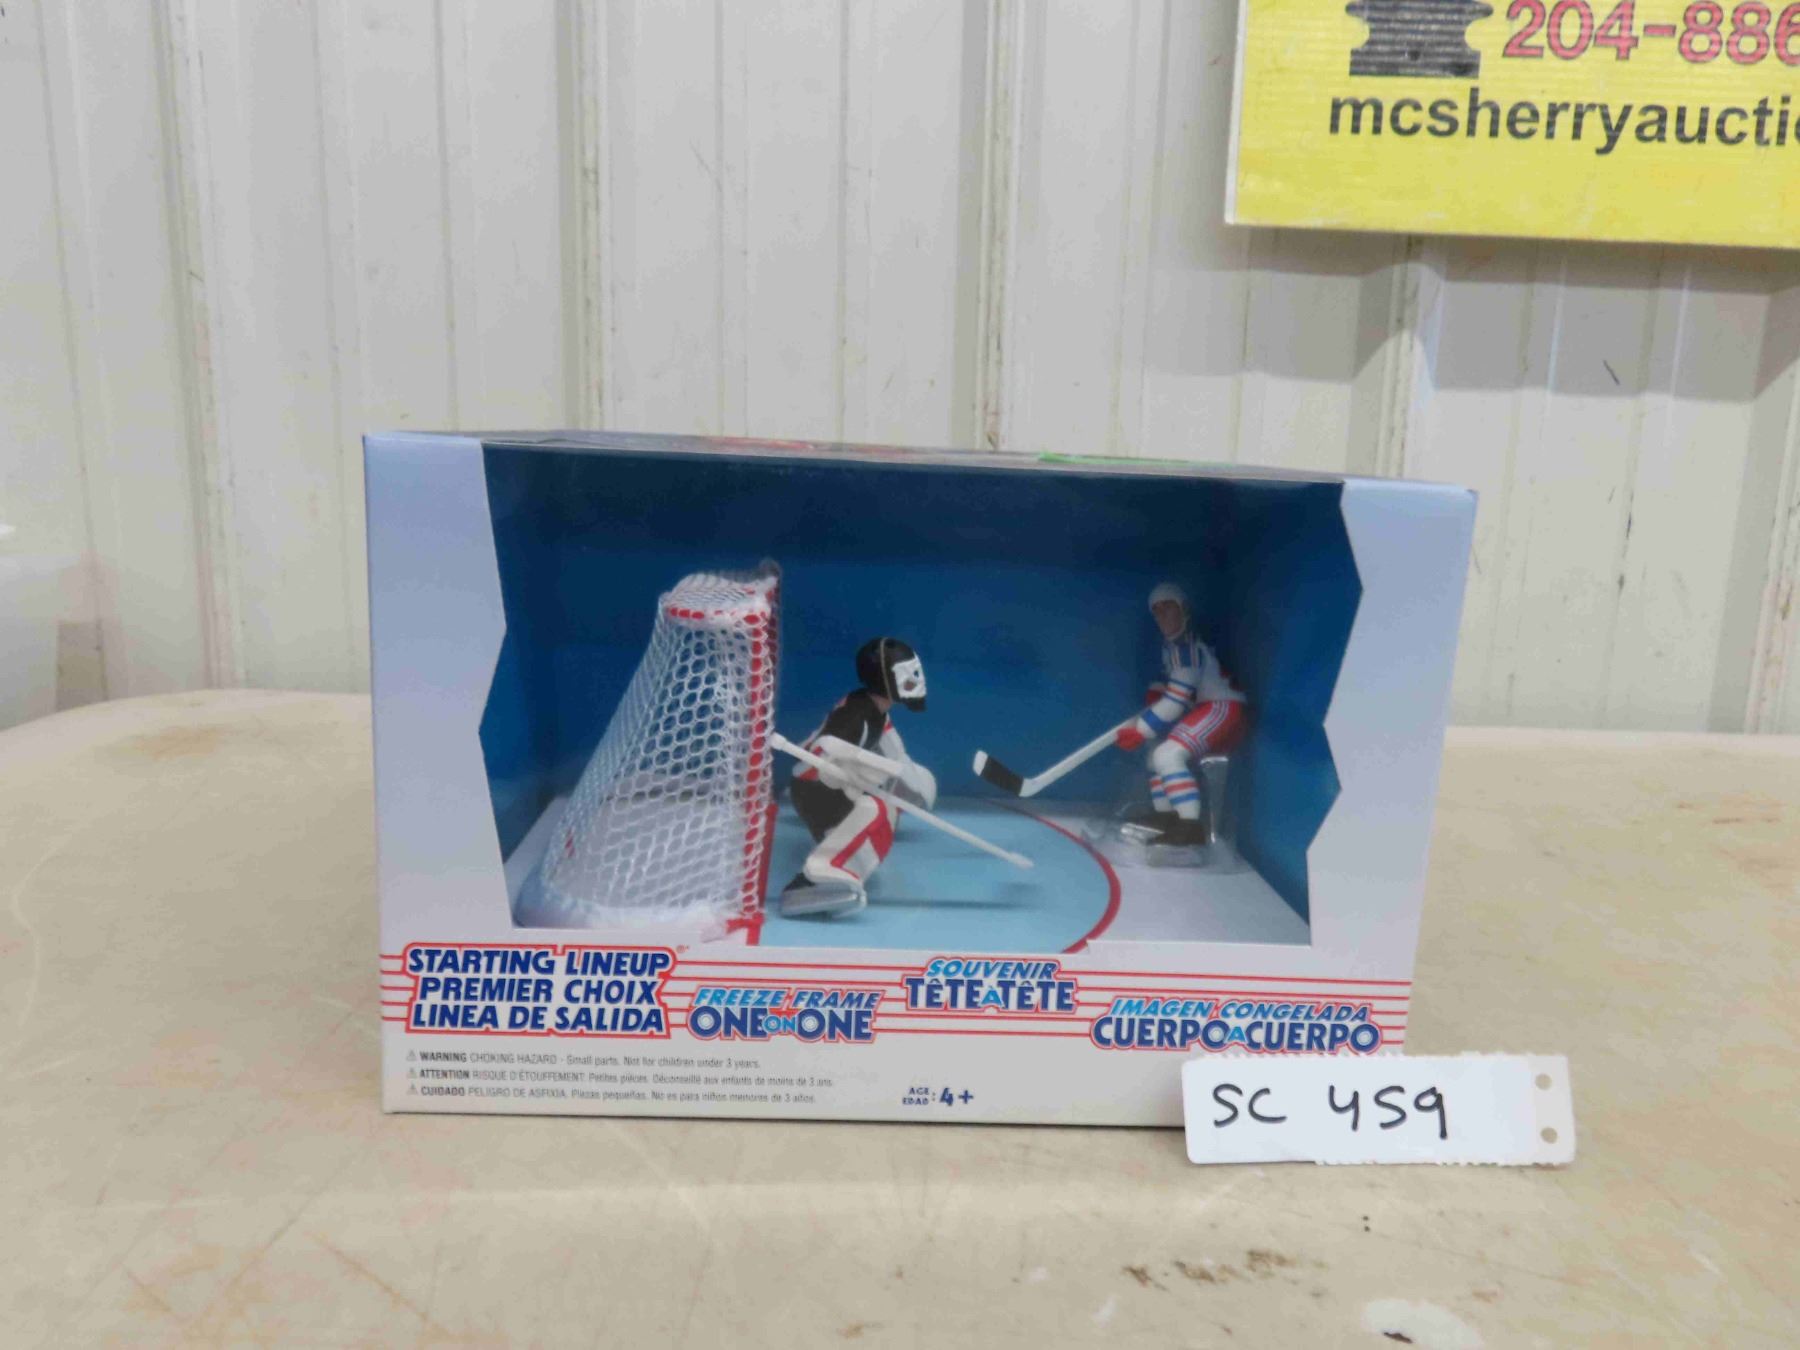 204-886
mcsherryaucti
STARTING LINEUP
PREMIER CHOIX
LINEA DE SALIDA
FREEZE FRAME
ONE ON ONE
SOUVENIR
TÊTE À TÊTE
IMAGEN CONGELADA
CUERPO A CUERPO
⚠ WARNING CHOKING HAZARD - Small parts. Not for children under 3 years.
⚠ ATTENTION RISQUE D'ÉTOUFFEMENT. Petites pièces. Déconseillé aux enfants de moins de 3 ans.
⚠ CUIDADO PELIGRO DE ASFIXIA. Piezas pequeñas. No es para niños menores de 3 años.
AGE
EDAD : 4+
SC 459